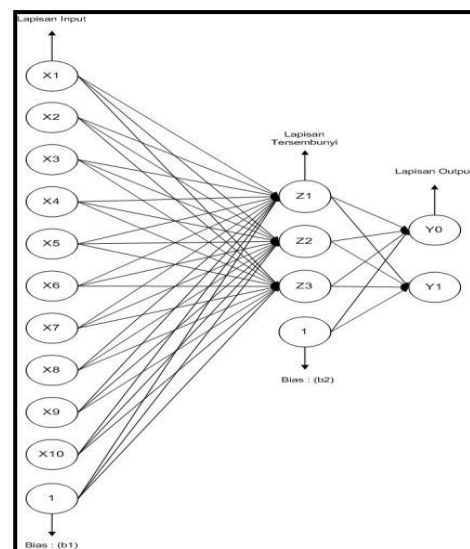 Lapisan Input
X1
X2
X3
X4
X5
X6
X7
X8
X9
X10
1
Bias : (b1)
Lapisan
Tersembunyi
Z1
Z2
Z3
1
Bias : (b2)
Lapisan Output
Y0
Y1